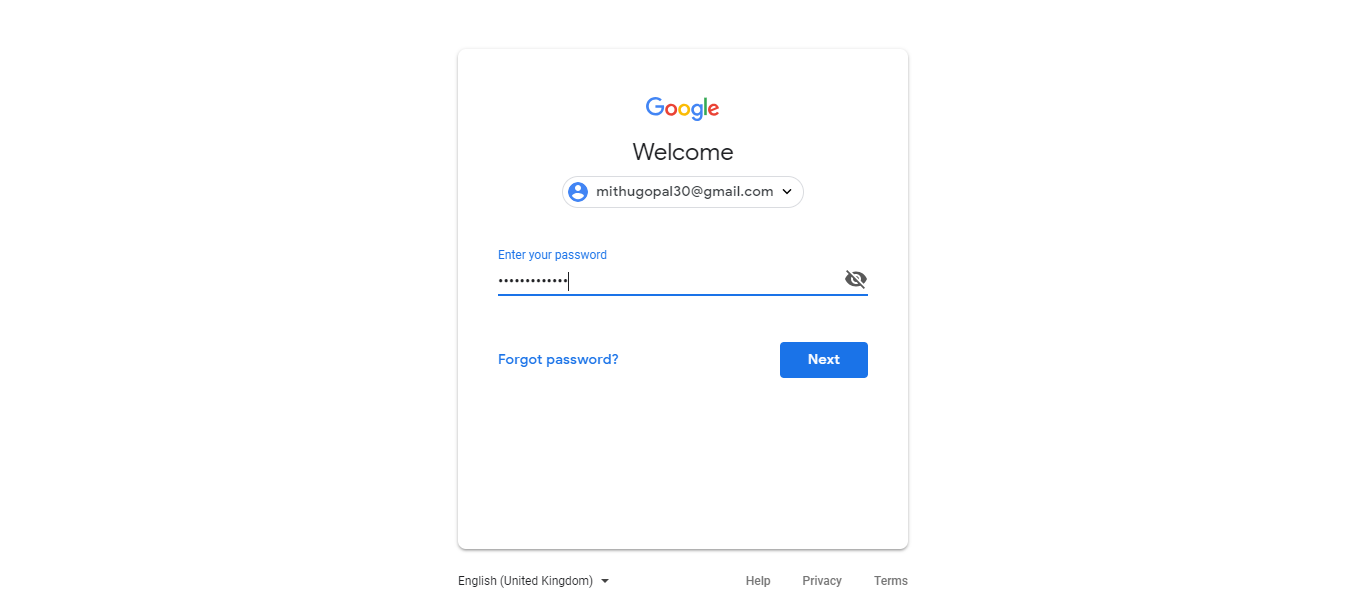 Google
Welcome
mithugopal30@gmail.com
Enter your password
•••••••••••••
Forgot password?
Next
English (United Kingdom)
Help
Privacy
Terms